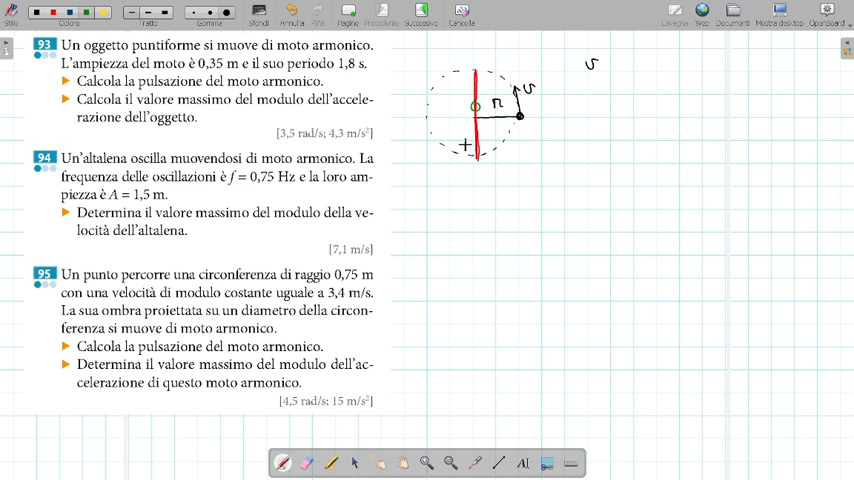 Stilo
Colore
Tratto
Gomma
Sfondi
Annulla
Rifai
Pagine
Precedente
Successivo
Cancella
Lavagna
Web
Documenti
Mostra desktop
OpenBoard
93 Un oggetto puntiforme si muove di moto armonico.
L'ampiezza del moto è 0,35 m e il suo periodo 1,8 s.
Calcola la pulsazione del moto armonico.
Calcola il valore massimo del modulo dell'accele-
razione dell'oggetto.
[3,5 rad/s; 4,3 m/s²]
94 Un'altalena oscilla muovendosi di moto armonico. La
frequenza delle oscillazioni è f = 0,75 Hz e la loro am-
piezza è A = 1,5 m.
Determina il valore massimo del modulo della ve-
locità dell'altalena.
[7,1 m/s]
95 Un punto percorre una circonferenza di raggio 0,75 m
con una velocità di modulo costante uguale a 3,4 m/s.
La sua ombra proiettata su un diametro della circon-
ferenza si muove di moto armonico.
Calcola la pulsazione del moto armonico.
Determina il valore massimo del modulo dell'ac-
celerazione di questo moto armonico.
[4,5 rad/s; 15 m/s²]
v
r
+
v